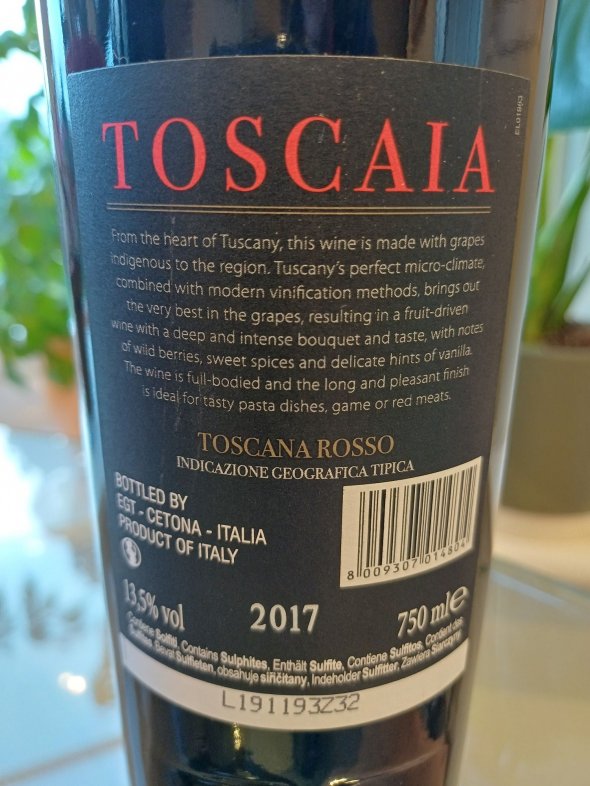 EL01993
TOSCAIA
From the heart of Tuscany, this wine is made with grapes
indigenous to the region. Tuscany's perfect micro-climate,
combined with modern vinification methods, brings out
the very best in the grapes, resulting in a fruit-driven
wine with a deep and intense bouquet and taste, with notes
of wild berries, sweet spices and delicate hints of vanilla.
The wine is full-bodied and the long and pleasant finish
is ideal for tasty pasta dishes, game or red meats.
TOSCANA ROSSO
INDICAZIONE GEOGRAFICA TIPICA
BOTTLED BY
EGT - CETONA - ITALIA
PRODUCT OF ITALY
8 009307 014804
13,5% vol
2017
750 ml e
Contiene Solfiti, Contains Sulphites, Enthält Sulfite, Contiene Sulfitos, Contient des
Sulfites, Bevat Sulfieten, obsahuje siřičitany, Indeholder Sulfitter, Zawiera Siarczyny
L191193Z32